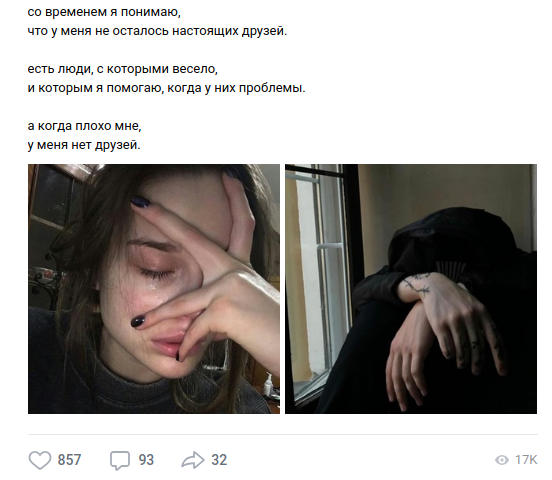 со временем я понимаю,
что у меня не осталось настоящих друзей.
есть люди, с которыми весело,
и которым я помогаю, когда у них проблемы.
а когда плохо мне,
у меня нет друзей.
857 93 32 17K